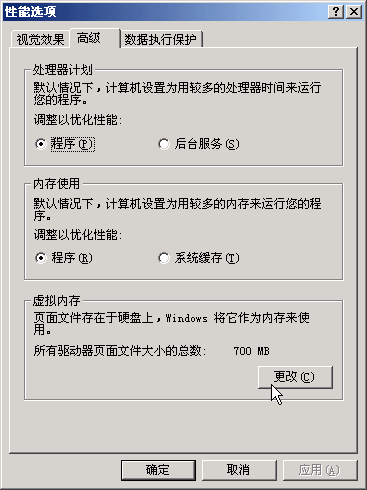 性能选项
视觉效果 高级 数据执行保护
处理器计划
默认情况下，计算机设置为用较多的处理器时间来运行
您的程序。
调整以优化性能:
程序(P) 后台服务(S)
内存使用
默认情况下，计算机设置为用较多的内存来运行您的程
序。
调整以优化性能:
程序(R) 系统缓存(T)
虚拟内存
页面文件存在于硬盘上，Windows 将它作为内存来使
用。
所有驱动器页面文件大小的总数: 700 MB
更改(C)
确定 取消 应用(A)